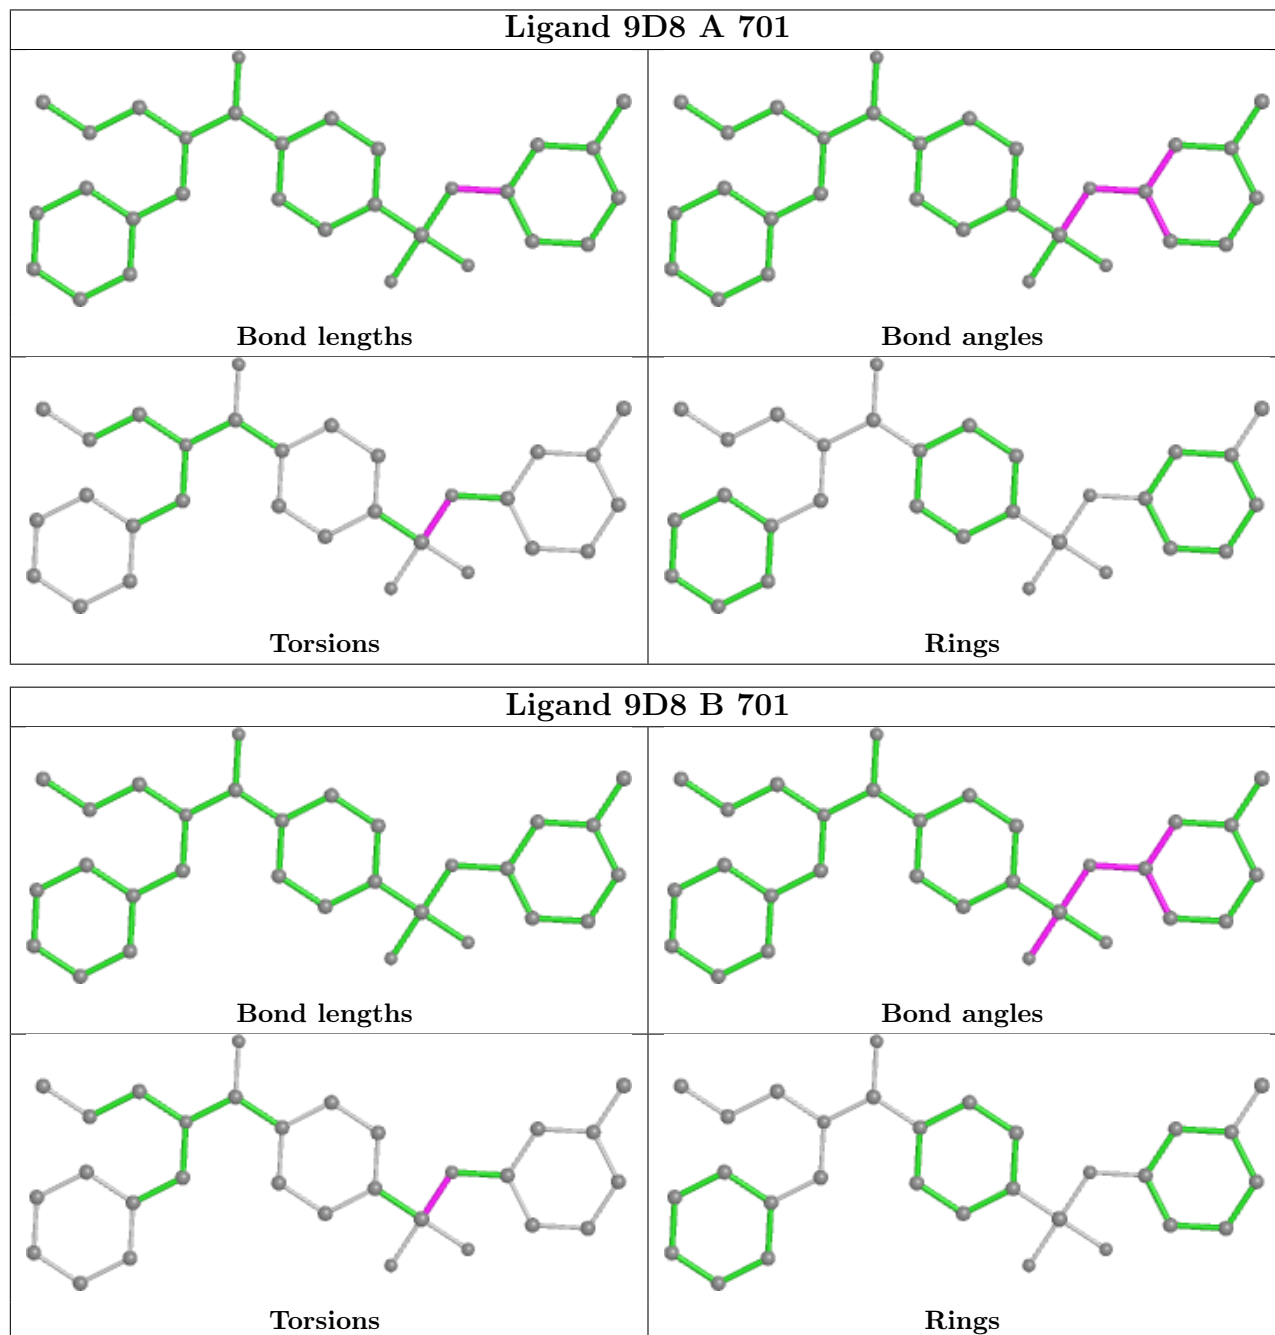 Ligand 9D8 A 701
Bond lengths
Bond angles
Torsions
Rings
Ligand 9D8 B 701
Bond lengths
Bond angles
Torsions
Rings